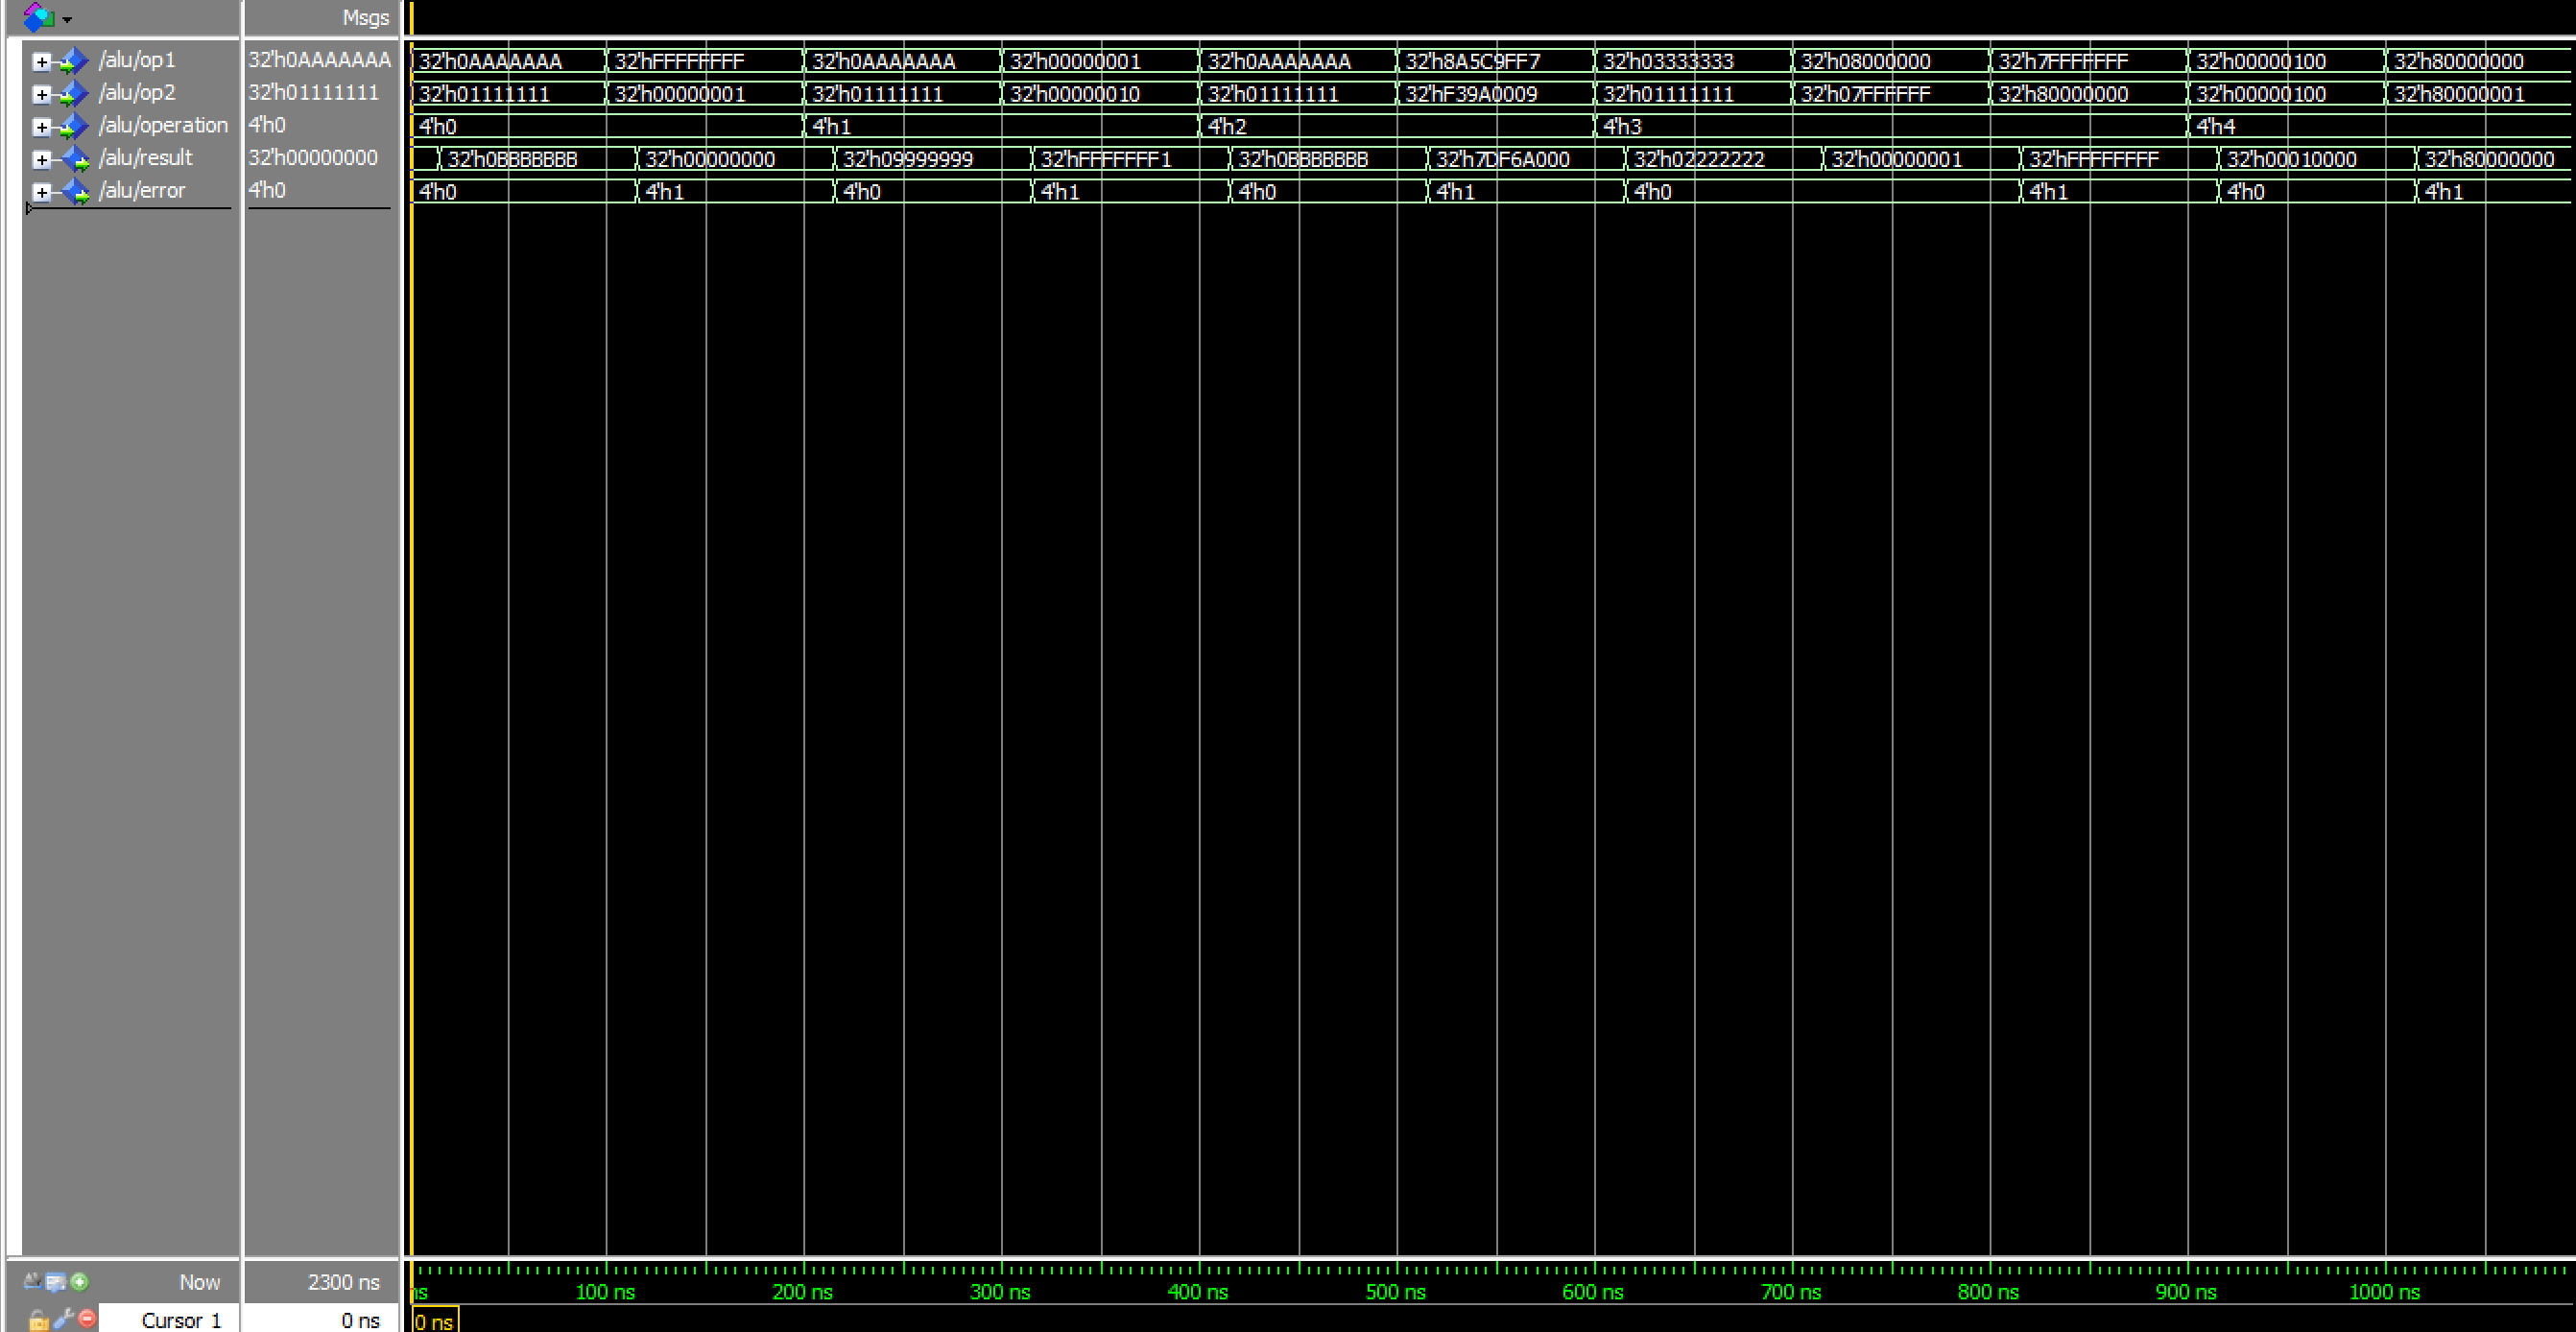 Msgs
/alu/op1 32'h0AAAAAAA 32'h0AAAAAAA 32'hFFFFFFFF 32'h0AAAAAAA 32'h00000001 32'h0AAAAAAA 32'h8A5C9FF7 32'h03333333 32'h08000000 32'h7FFFFFFF 32'h00000100 32'h80000000
/alu/op2 32'h01111111 32'h01111111 32'h00000001 32'h01111111 32'h00000010 32'h01111111 32'hF39A0009 32'h01111111 32'h07FFFFFF 32'h80000000 32'h00000100 32'h80000001
/alu/operation 4'h0 4'h0 4'h1 4'h2 4'h3 4'h4
/alu/result 32'h00000000 32'h0BBBBBBB 32'h00000000 32'h09999999 32'hFFFFFFF1 32'h0BBBBBBB 32'h7DF6A000 32'h02222222 32'h00000001 32'hFFFFFFFF 32'h00010000 32'h80000000
/alu/error 4'h0 4'h0 4'h1 4'h0 4'h1 4'h0 4'h1 4'h0 4'h1 4'h0 4'h1
Now 2300 ns ns 100 ns 200 ns 300 ns 400 ns 500 ns 600 ns 700 ns 800 ns 900 ns 1000 ns
Cursor 1 0 ns 0 ns